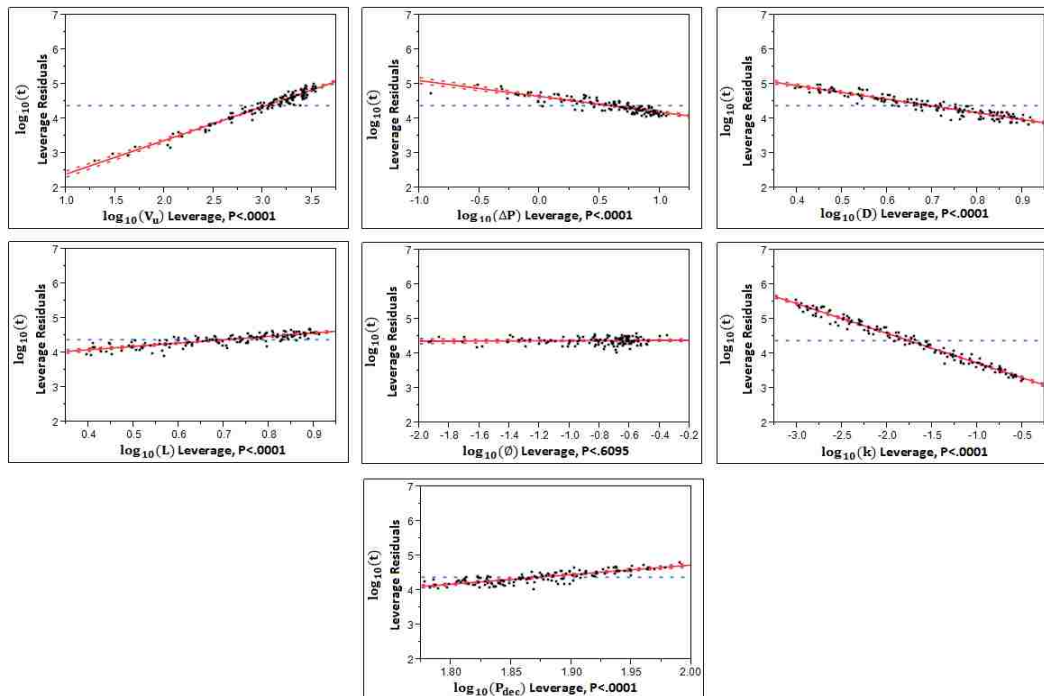 log₁₀(t)
Leverage Residuals
7
6
5
4
3
2
1.0 1.5 2.0 2.5 3.0 3.5
log₁₀(Vᵤ) Leverage, P<.0001
log₁₀(t)
Leverage Residuals
7
6
5
4
3
2
-1.0 -0.5 0.0 0.5 1.0
log₁₀(ΔP) Leverage, P<.0001
log₁₀(t)
Leverage Residuals
7
6
5
4
3
2
0.4 0.5 0.6 0.7 0.8 0.9
log₁₀(D) Leverage, P<.0001
log₁₀(t)
Leverage Residuals
7
6
5
4
3
2
0.4 0.5 0.6 0.7 0.8 0.9
log₁₀(L) Leverage, P<.0001
log₁₀(t)
Leverage Residuals
7
6
5
4
3
2
-2.0 -1.8 -1.6 -1.4 -1.2 -1.0 -0.8 -0.6 -0.4 -0.2
log₁₀(Ø) Leverage, P<.6095
log₁₀(t)
Leverage Residuals
7
6
5
4
3
2
-3.0 -2.5 -2.0 -1.5 -1.0 -0.5
log₁₀(k) Leverage, P<.0001
log₁₀(t)
Leverage Residuals
7
6
5
4
3
2
1.80 1.85 1.90 1.95 2.00
log₁₀(P_dec) Leverage, P<.0001